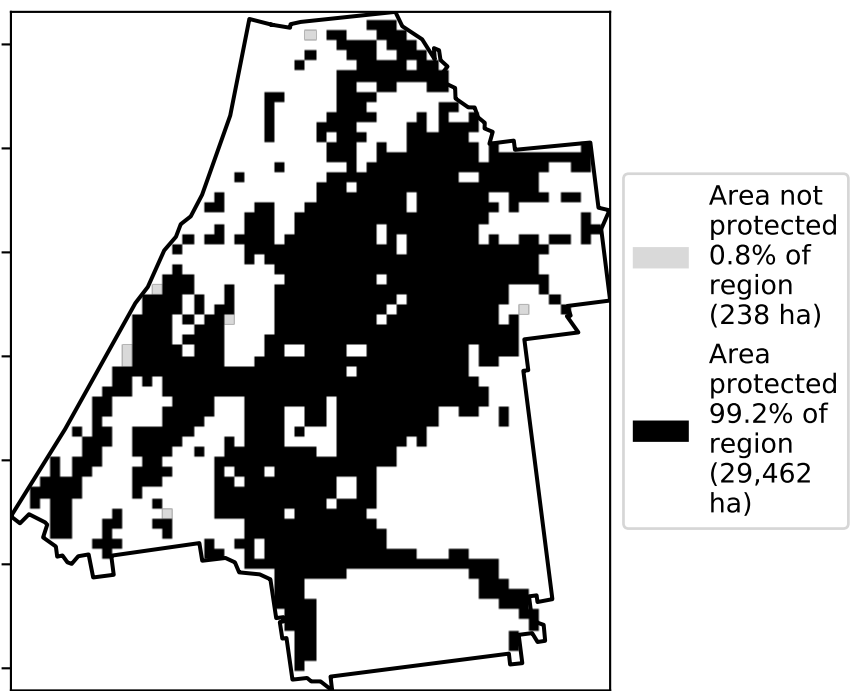 Area not
protected
0.8% of
region
(238 ha)
Area
protected
99.2% of
region
(29,462
ha)